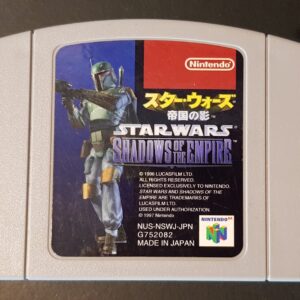 Nintendo
スター・ウォーズ
帝国の影
STAR WARS
SHADOWS OF THE EMPIRE
© 1996 LUCASFILM LTD.
ALL RIGHTS RESERVED.
LICENSED EXCLUSIVELY TO NINTENDO.
STAR WARS AND SHADOWS OF THE
EMPIRE ARE TRADEMARKS OF
LUCASFILM LTD.
USED UNDER AUTHORIZATION.
© 1997 Nintendo
NUS-NSWJ-JPN
G752082
MADE IN JAPAN
NINTENDO 64